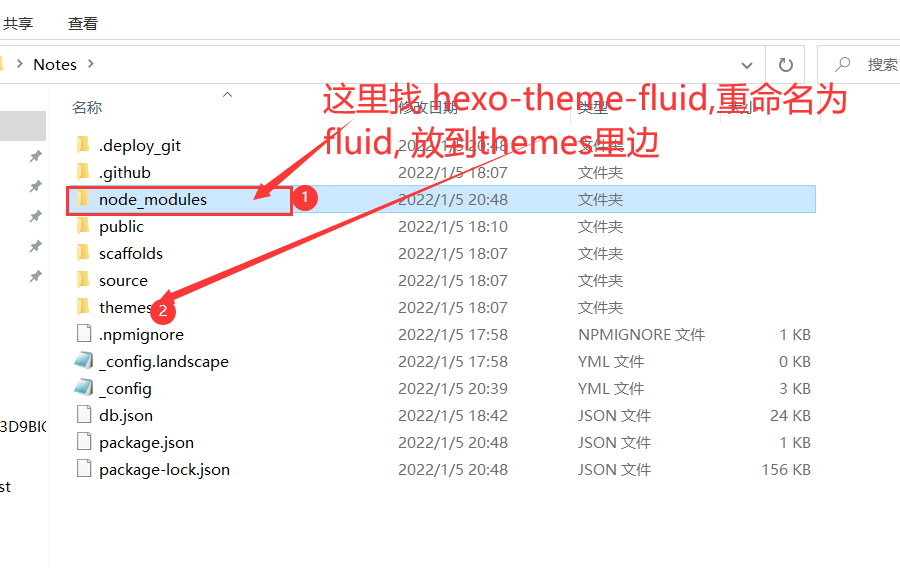 共享 查看
Notes
搜索
这里找 hexo-theme-fluid,重命名为
fluid, 放到themes里边
名称 修改日期 类型 大小
.deploy_git 2022/1/5 20:48 文件夹
.github 2022/1/5 18:07 文件夹
node_modules 1 2022/1/5 20:48 文件夹
public 2022/1/5 18:10 文件夹
scaffolds 2022/1/5 18:07 文件夹
source 2022/1/5 18:07 文件夹
themes 2 2022/1/5 18:07 文件夹
.npmignore 2022/1/5 17:58 NPMIGNORE 文件 1 KB
_config.landscape 2022/1/5 17:58 YML 文件 0 KB
_config 2022/1/5 20:39 YML 文件 3 KB
db.json 2022/1/5 18:42 JSON 文件 24 KB
3D9BI
package.json 2022/1/5 20:48 JSON 文件 1 KB
package-lock.json 2022/1/5 20:48 JSON 文件 156 KB
st